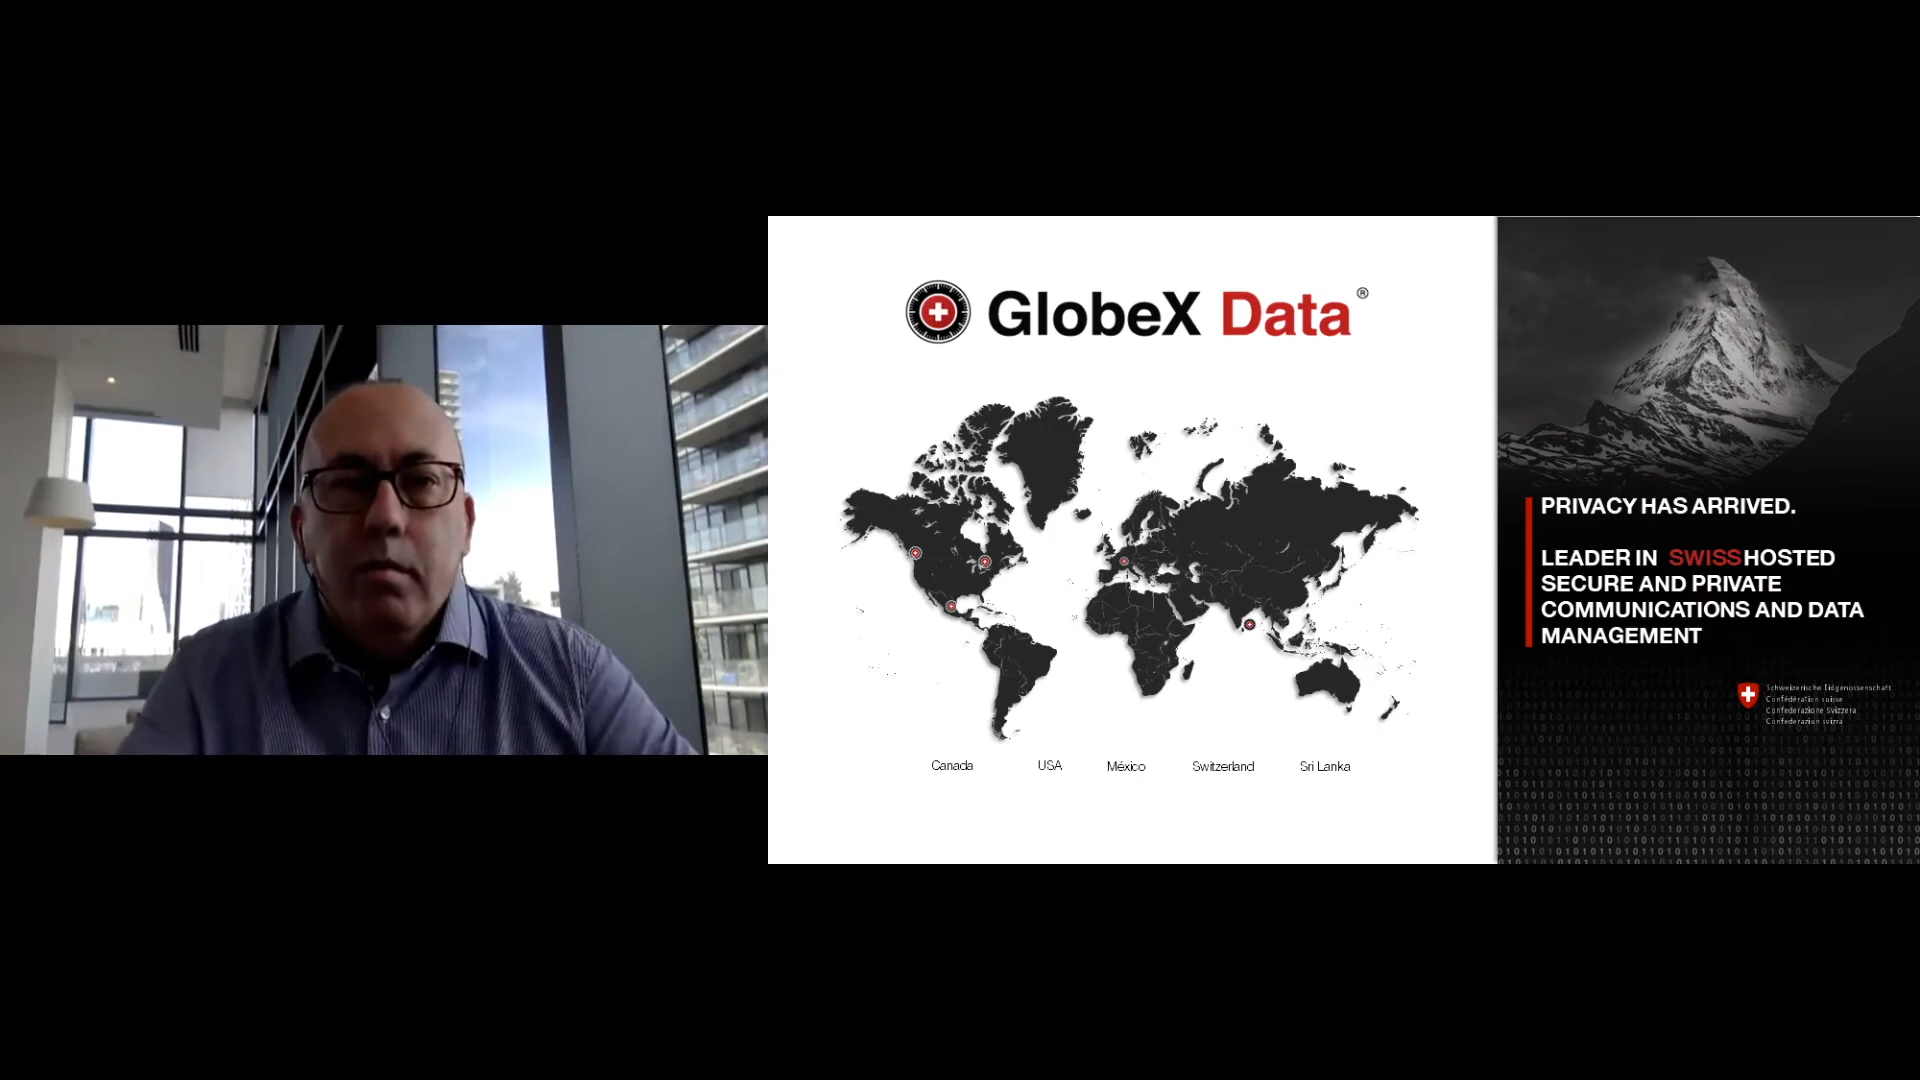 GlobeX Data®
Canada
USA
México
Switzerland
Sri Lanka
PRIVACY HAS ARRIVED.
LEADER IN SWISS HOSTED
SECURE AND PRIVATE
COMMUNICATIONS AND DATA
MANAGEMENT
Schweizerische Eidgenossenschaft
Confédération suisse
Confederazione Svizzera
Confederaziun svizra